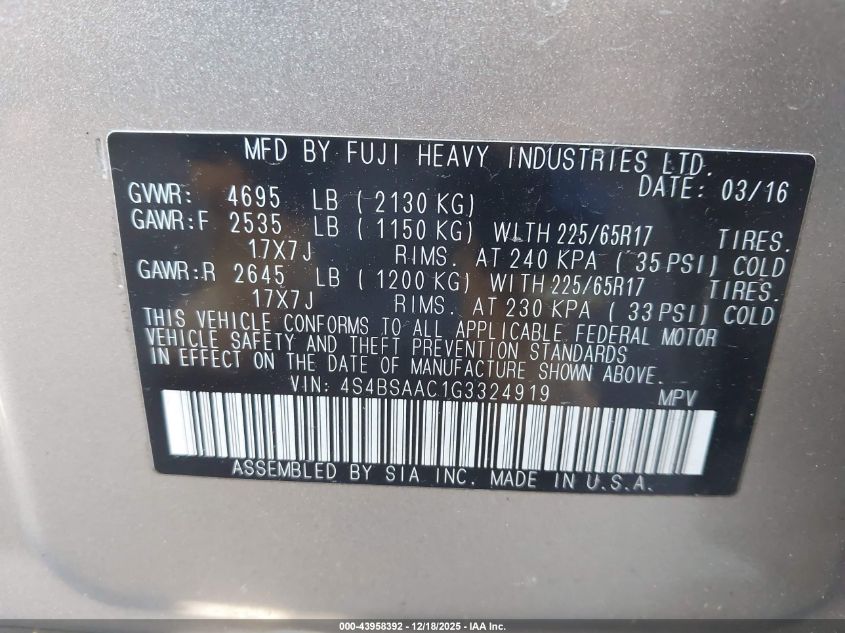 MFD BY FUJI HEAVY INDUSTRIES LTD.
DATE: 03/16
GVWR: 4695 LB (2130 KG)
GAWR:F 2535 LB (1150 KG) WITH 225/65R17 TIRES.
17X7J RIMS. AT 240 KPA (35 PSI) COLD
GAWR:R 2645 LB (1200 KG) WITH 225/65R17 TIRES.
17X7J RIMS. AT 230 KPA (33 PSI) COLD
THIS VEHICLE CONFORMS TO ALL APPLICABLE FEDERAL MOTOR
VEHICLE SAFETY AND THEFT PREVENTION STANDARDS
IN EFFECT ON THE DATE OF MANUFACTURE SHOWN ABOVE.
VIN: 4S4BSAAC1G3324919 MPV
ASSEMBLED BY SIA INC. MADE IN U.S.A.
000-43958392 - 12/18/2025 - IAA Inc.